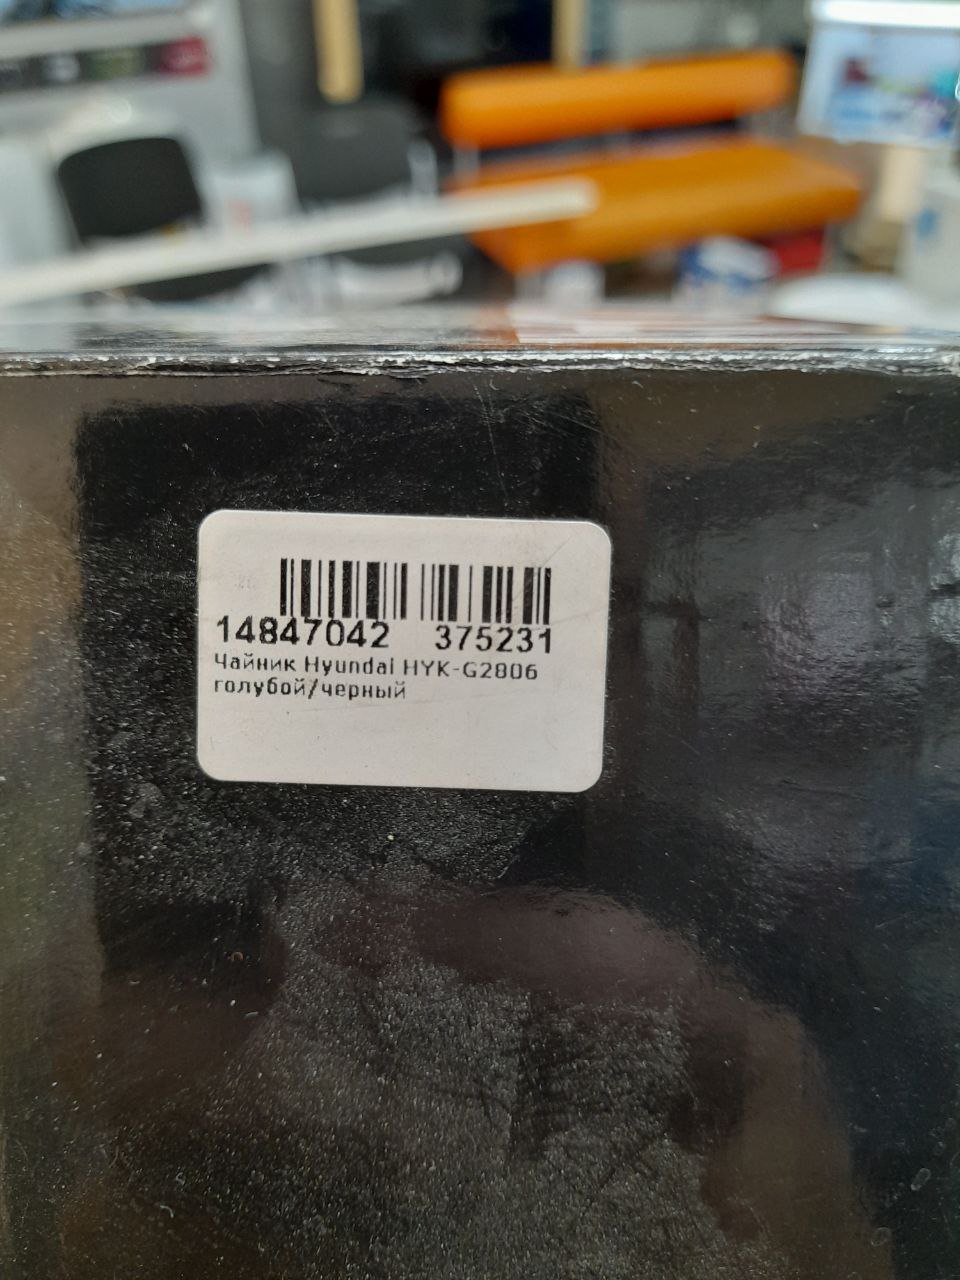 14847042 375231
Чайник Hyundai HYK-G2806
голубой/черный